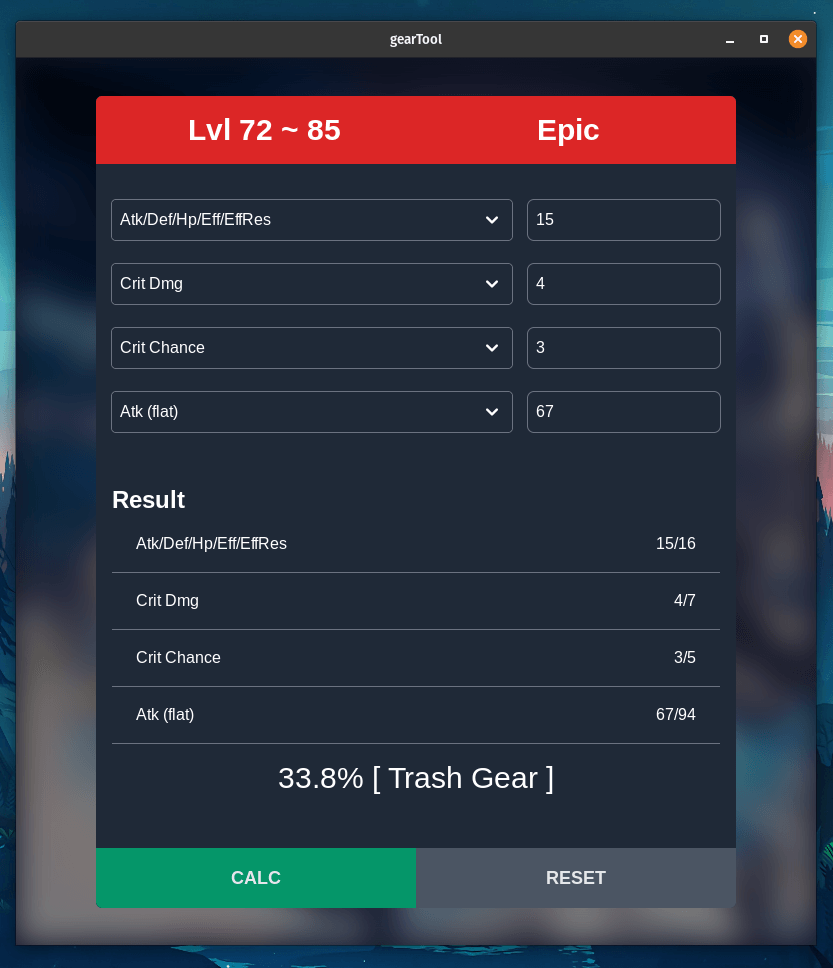 gearTool
Lvl 72 ~ 85 Epic
Atk/Def/Hp/Eff/EffRes 15
Crit Dmg 4
Crit Chance 3
Atk (flat) 67
Result
Atk/Def/Hp/Eff/EffRes 15/16
Crit Dmg 4/7
Crit Chance 3/5
Atk (flat) 67/94
33.8% [ Trash Gear ]
CALC RESET